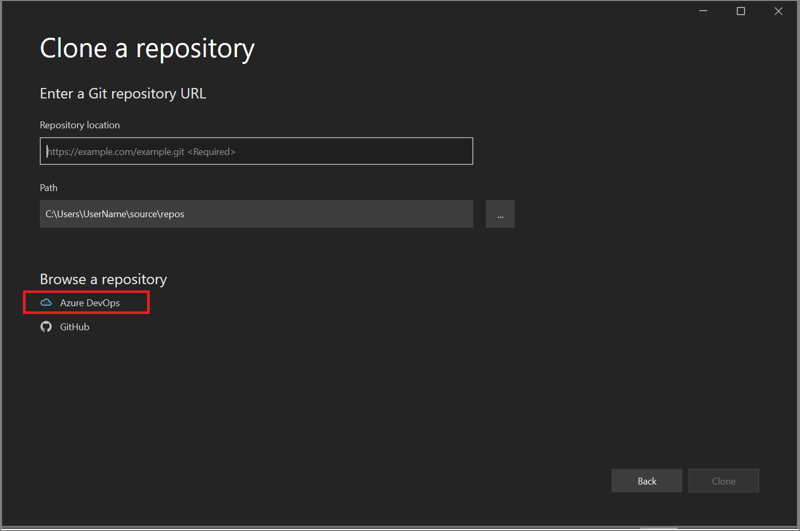 Clone a repository
Enter a Git repository URL
Repository location
https://example.com/example.git <Required>
Path
C:\Users\UserName\source\repos
...
Browse a repository
Azure DevOps
GitHub
Back
Clone